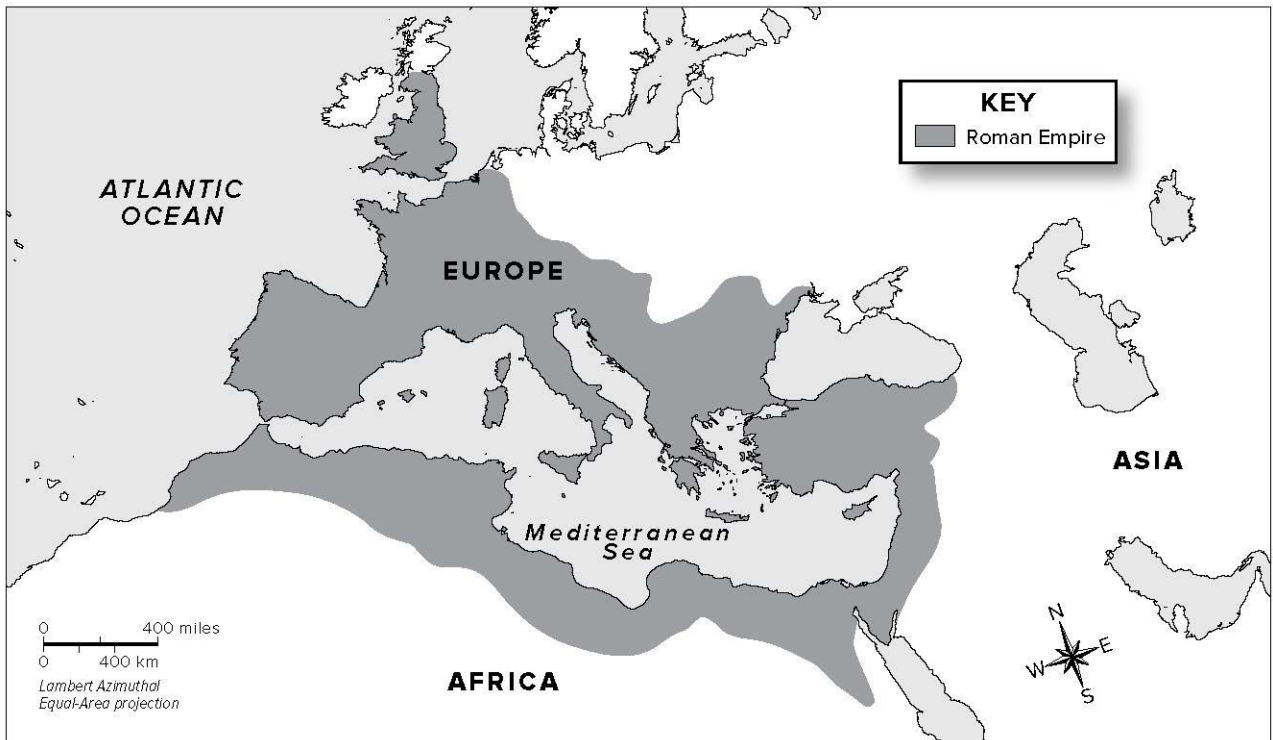 KEY
Roman Empire
ATLANTIC
OCEAN
EUROPE
ASIA
Mediterranean
Sea
AFRICA
0 400 miles
0 400 km
Lambert Azimuthal
Equal-Area projection
N
W E
S